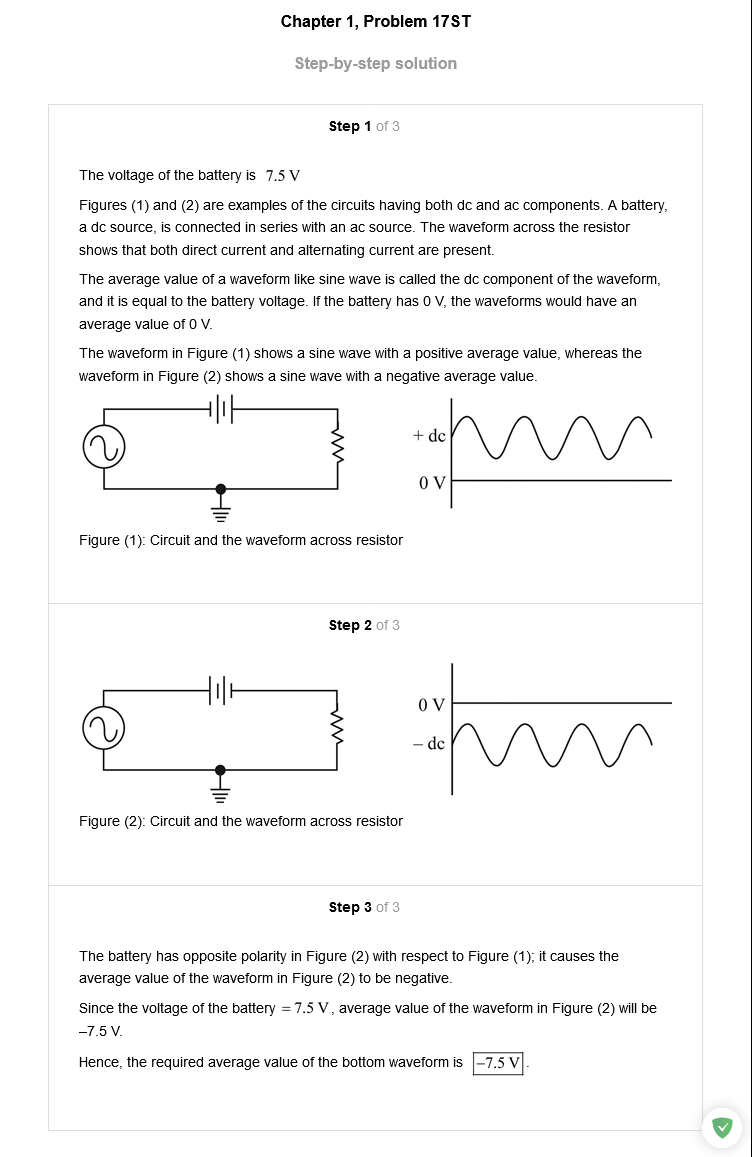 Chapter 1, Problem 17ST
Step-by-step solution
Step 1 of 3
The voltage of the battery is 7.5 V
Figures (1) and (2) are examples of the circuits having both dc and ac components. A battery,
a dc source, is connected in series with an ac source. The waveform across the resistor
shows that both direct current and alternating current are present.
The average value of a waveform like sine wave is called the dc component of the waveform,
and it is equal to the battery voltage. If the battery has 0 V, the waveforms would have an
average value of 0 V.
The waveform in Figure (1) shows a sine wave with a positive average value, whereas the
waveform in Figure (2) shows a sine wave with a negative average value.
+ dc
0 V
Figure (1): Circuit and the waveform across resistor
Step 2 of 3
0 V
– dc
Figure (2): Circuit and the waveform across resistor
Step 3 of 3
The battery has opposite polarity in Figure (2) with respect to Figure (1); it causes the
average value of the waveform in Figure (2) to be negative.
Since the voltage of the battery = 7.5 V, average value of the waveform in Figure (2) will be
–7.5 V.
Hence, the required average value of the bottom waveform is –7.5 V.